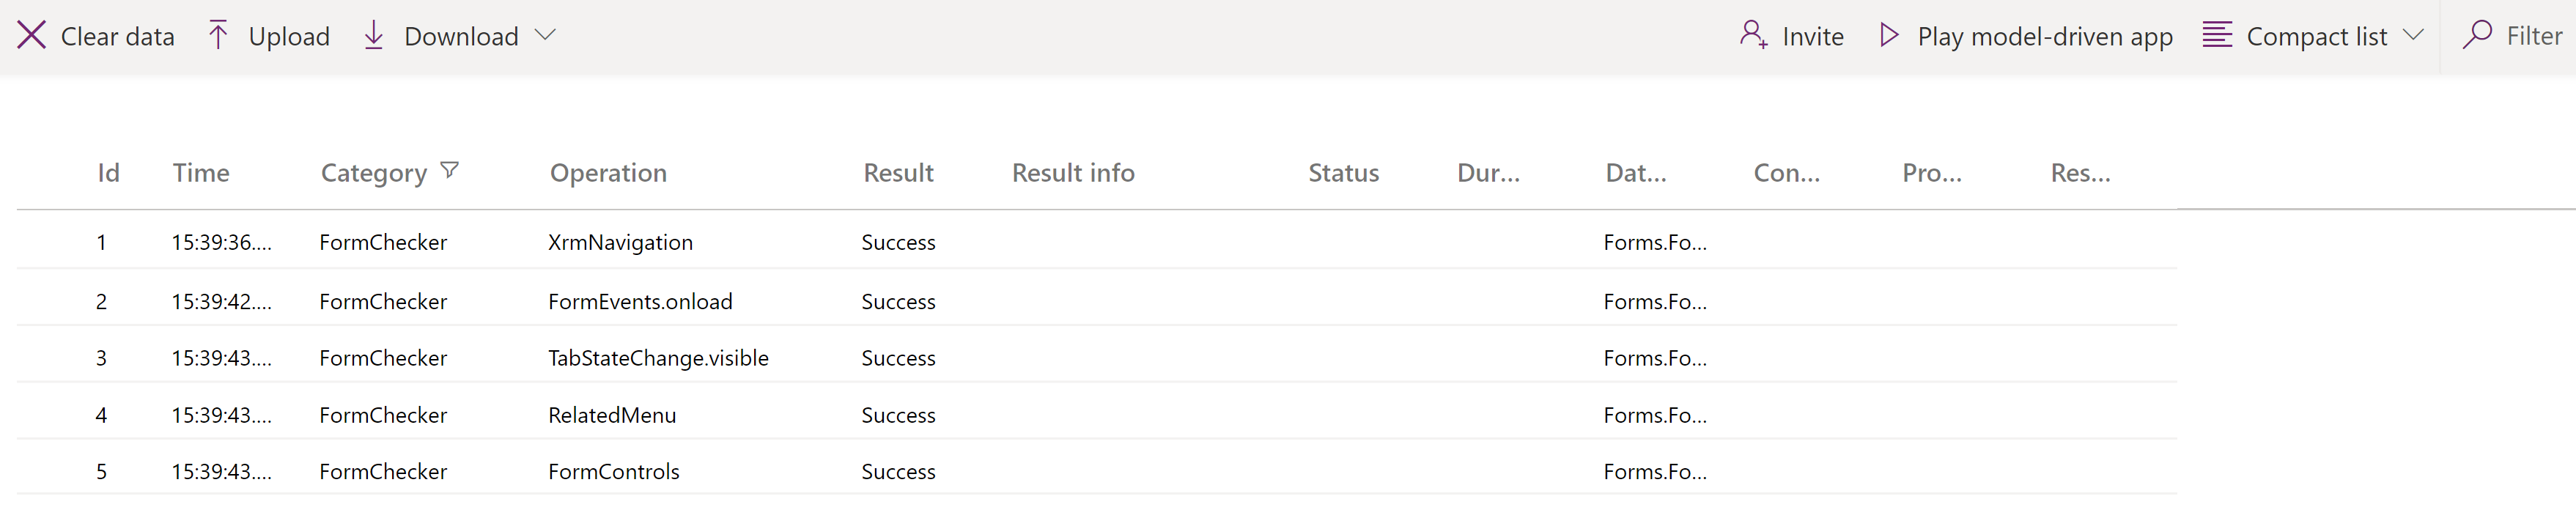 Clear data Upload Download Invite Play model-driven app Compact list Filter
Id Time Category Operation Result Result info Status Dur... Dat... Con... Pro... Res...
1 15:39:36.... FormChecker XrmNavigation Success Forms.Fo...
2 15:39:42.... FormChecker FormEvents.onload Success Forms.Fo...
3 15:39:43.... FormChecker TabStateChange.visible Success Forms.Fo...
4 15:39:43.... FormChecker RelatedMenu Success Forms.Fo...
5 15:39:43.... FormChecker FormControls Success Forms.Fo...